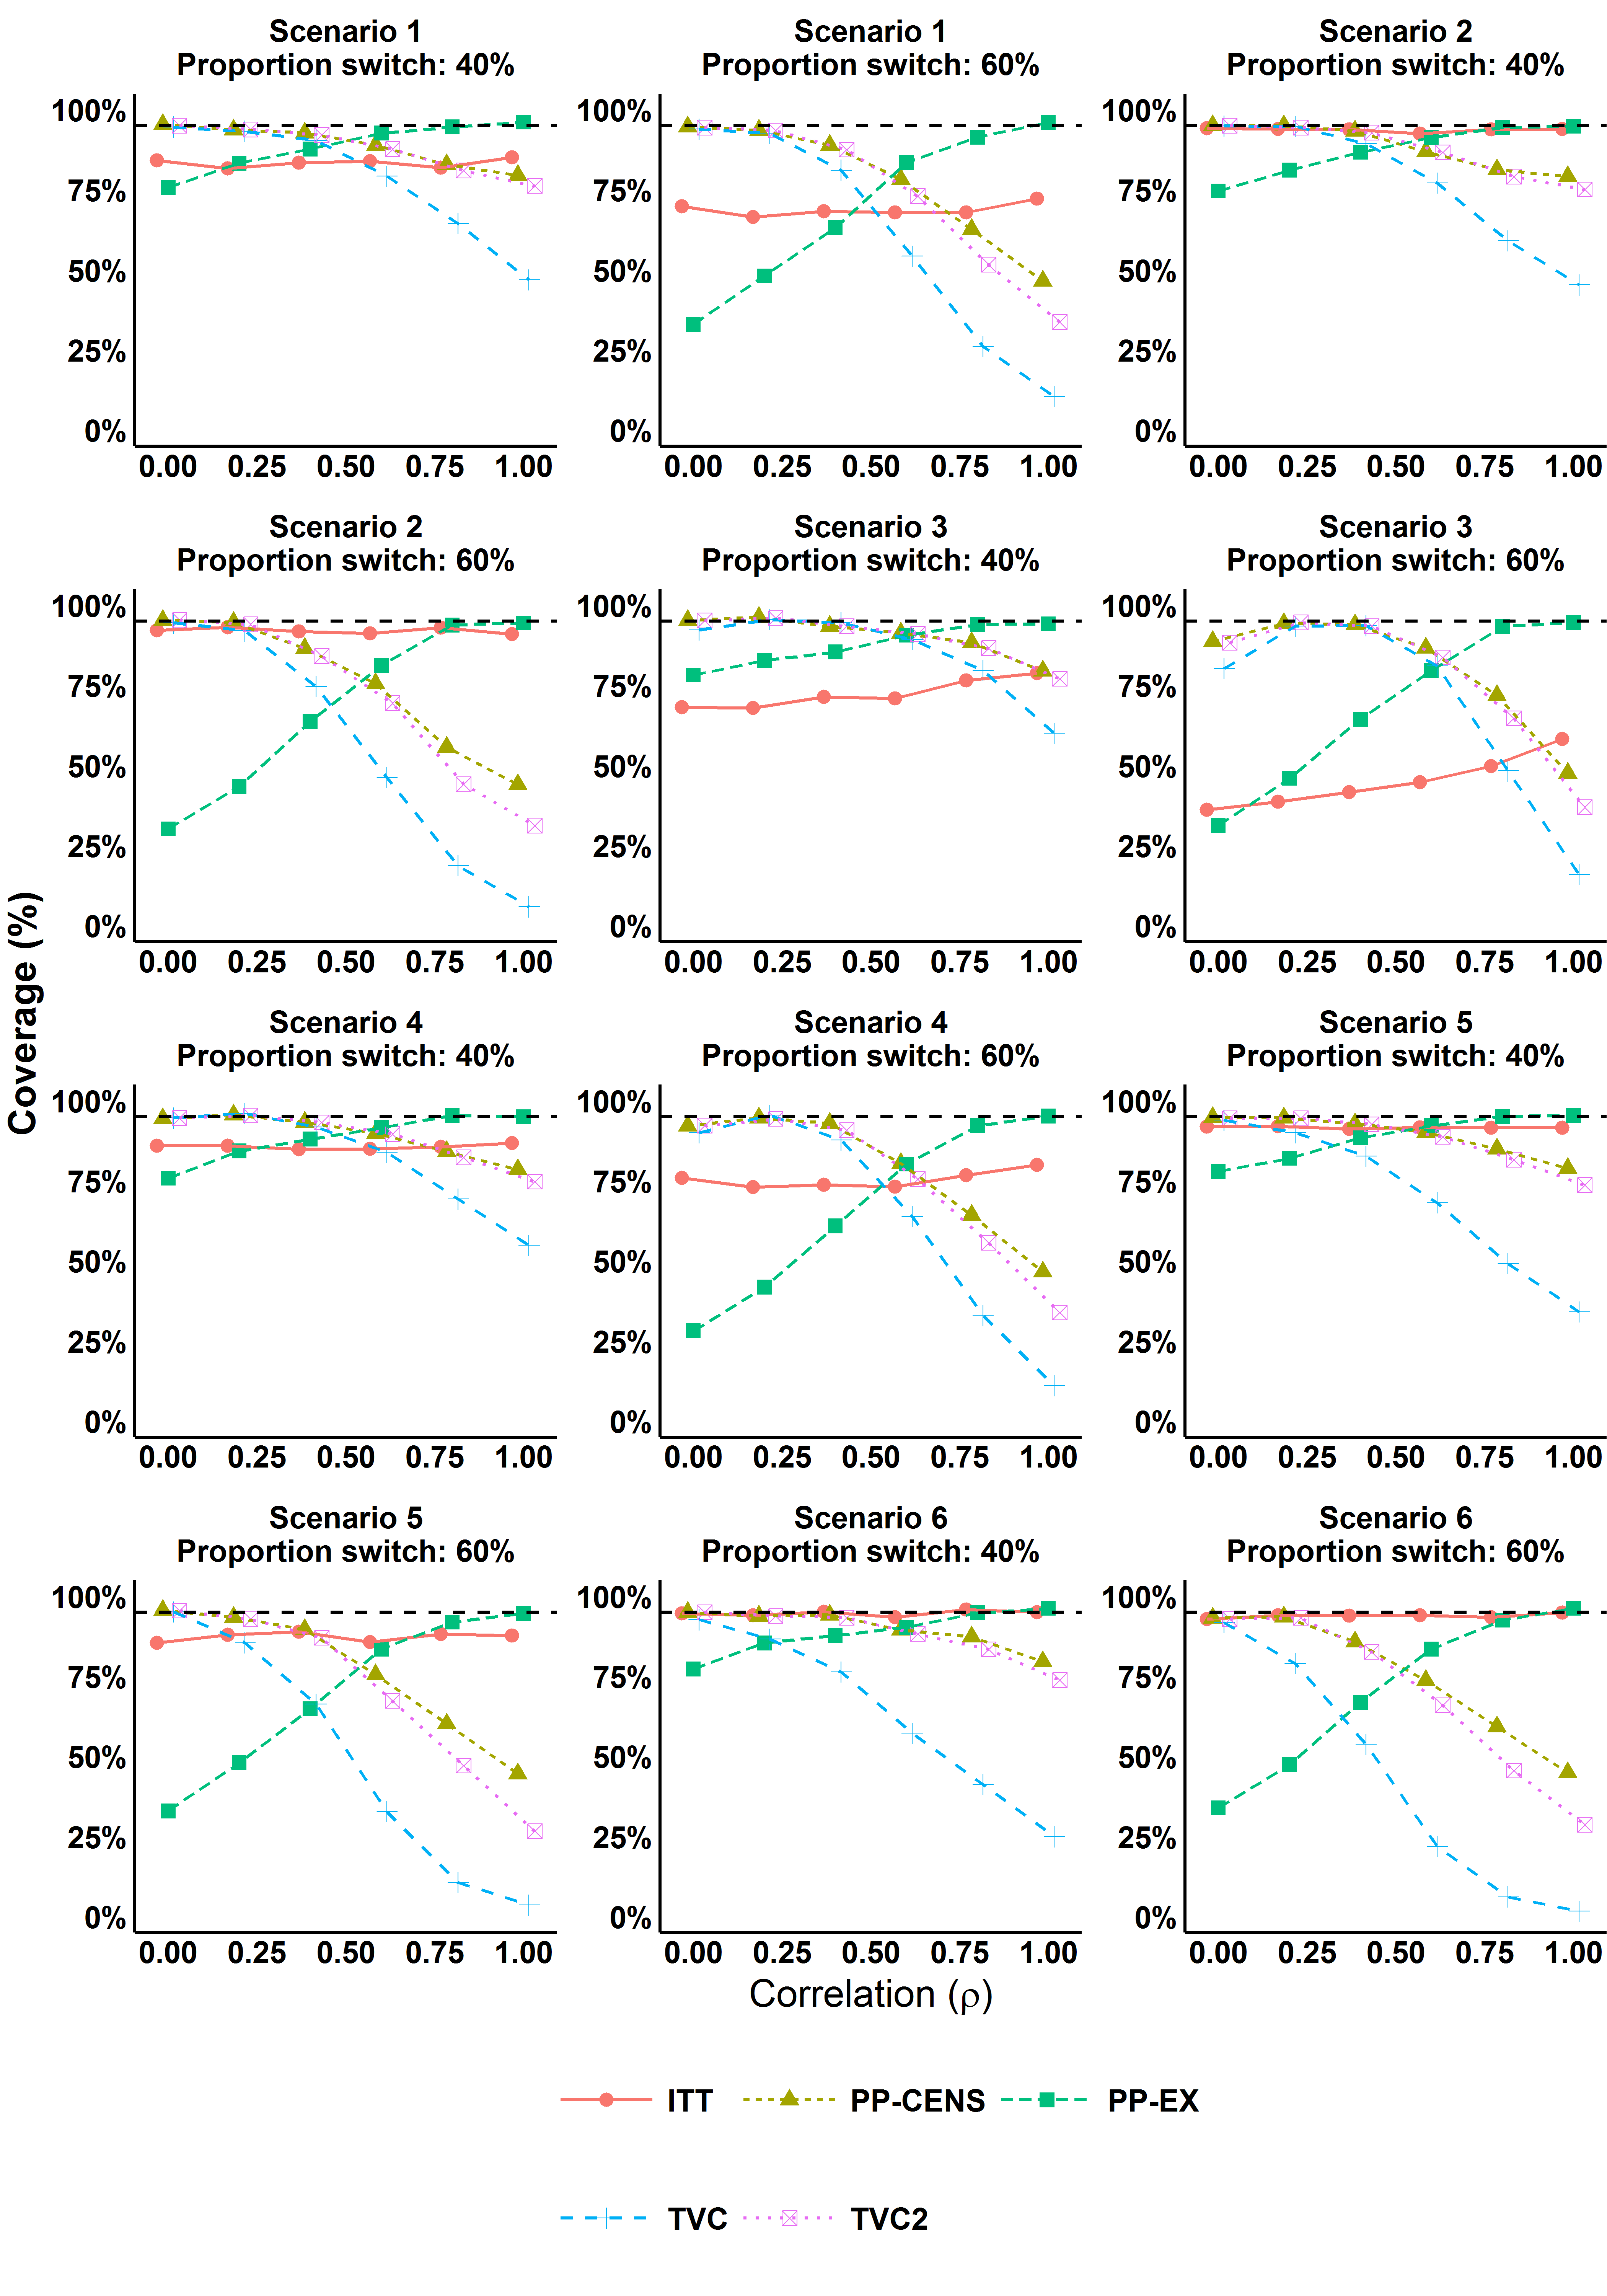 Scenario 1
Proportion switch: 40%
Scenario 1
Proportion switch: 60%
Scenario 2
Proportion switch: 40%
100%
75%
50%
25%
0%
0.00 0.25 0.50 0.75 1.00
100%
75%
50%
25%
0%
0.00 0.25 0.50 0.75 1.00
100%
75%
50%
25%
0%
0.00 0.25 0.50 0.75 1.00
Scenario 2
Proportion switch: 60%
Scenario 3
Proportion switch: 40%
Scenario 3
Proportion switch: 60%
100%
75%
50%
25%
0%
0.00 0.25 0.50 0.75 1.00
100%
75%
50%
25%
0%
0.00 0.25 0.50 0.75 1.00
100%
75%
50%
25%
0%
0.00 0.25 0.50 0.75 1.00
Coverage (%)
Scenario 4
Proportion switch: 40%
Scenario 4
Proportion switch: 60%
Scenario 5
Proportion switch: 40%
100%
75%
50%
25%
0%
0.00 0.25 0.50 0.75 1.00
100%
75%
50%
25%
0%
0.00 0.25 0.50 0.75 1.00
100%
75%
50%
25%
0%
0.00 0.25 0.50 0.75 1.00
Scenario 5
Proportion switch: 60%
Scenario 6
Proportion switch: 40%
Scenario 6
Proportion switch: 60%
100%
75%
50%
25%
0%
0.00 0.25 0.50 0.75 1.00
100%
75%
50%
25%
0%
0.00 0.25 0.50 0.75 1.00
100%
75%
50%
25%
0%
0.00 0.25 0.50 0.75 1.00
Correlation (ρ)
ITT PP-CENS PP-EX
TVC TVC2